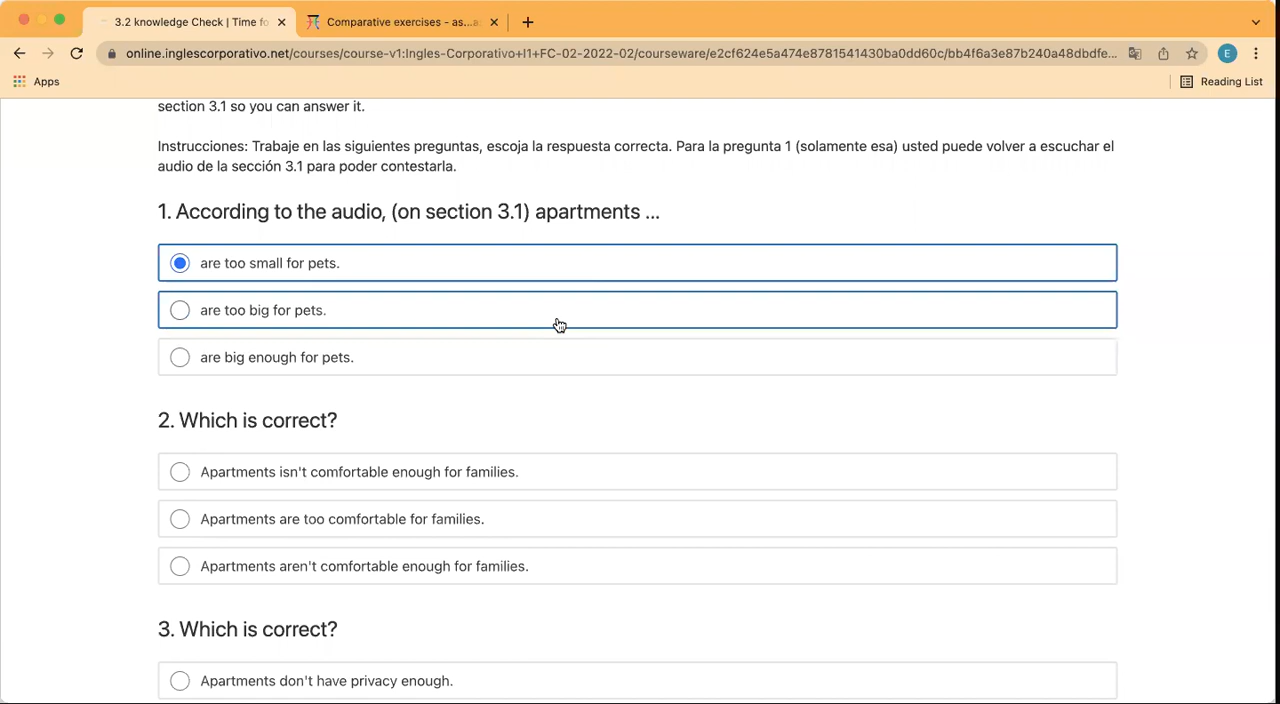 3.2 knowledge Check | Time fo
Comparative exercises - as...a
online.inglescorporativo.net/courses/course-v1:Ingles-Corporativo+I1+FC-02-2022-02/courseware/e2cf624e5a474e8781541430ba0dd60c/bb4f6a3e87b240a48dbdfe...
E
Apps
Reading List
section 3.1 so you can answer it.
Instrucciones: Trabaje en las siguientes preguntas, escoja la respuesta correcta. Para la pregunta 1 (solamente esa) usted puede volver a escuchar el
audio de la sección 3.1 para poder contestarla.
1. According to the audio, (on section 3.1) apartments ...
are too small for pets.
are too big for pets.
are big enough for pets.
2. Which is correct?
Apartments isn't comfortable enough for families.
Apartments are too comfortable for families.
Apartments aren't comfortable enough for families.
3. Which is correct?
Apartments don't have privacy enough.